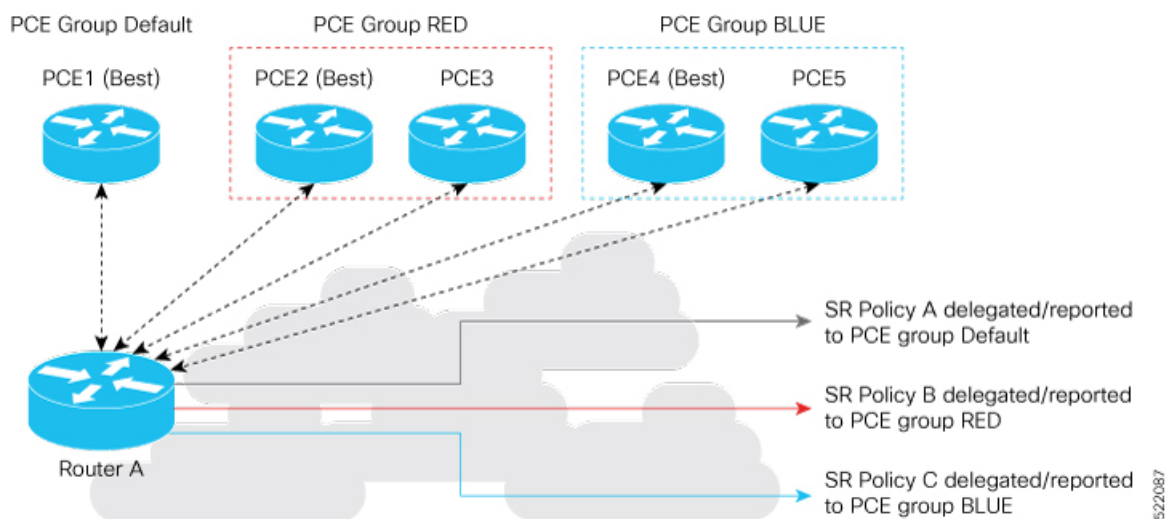 PCE Group Default
PCE Group RED
PCE Group BLUE
PCE1 (Best)
PCE2 (Best)
PCE3
PCE4 (Best)
PCE5
SR Policy A delegated/reported
to PCE group Default
SR Policy B delegated/reported
to PCE group RED
Router A
SR Policy C delegated/reported
to PCE group BLUE
522087